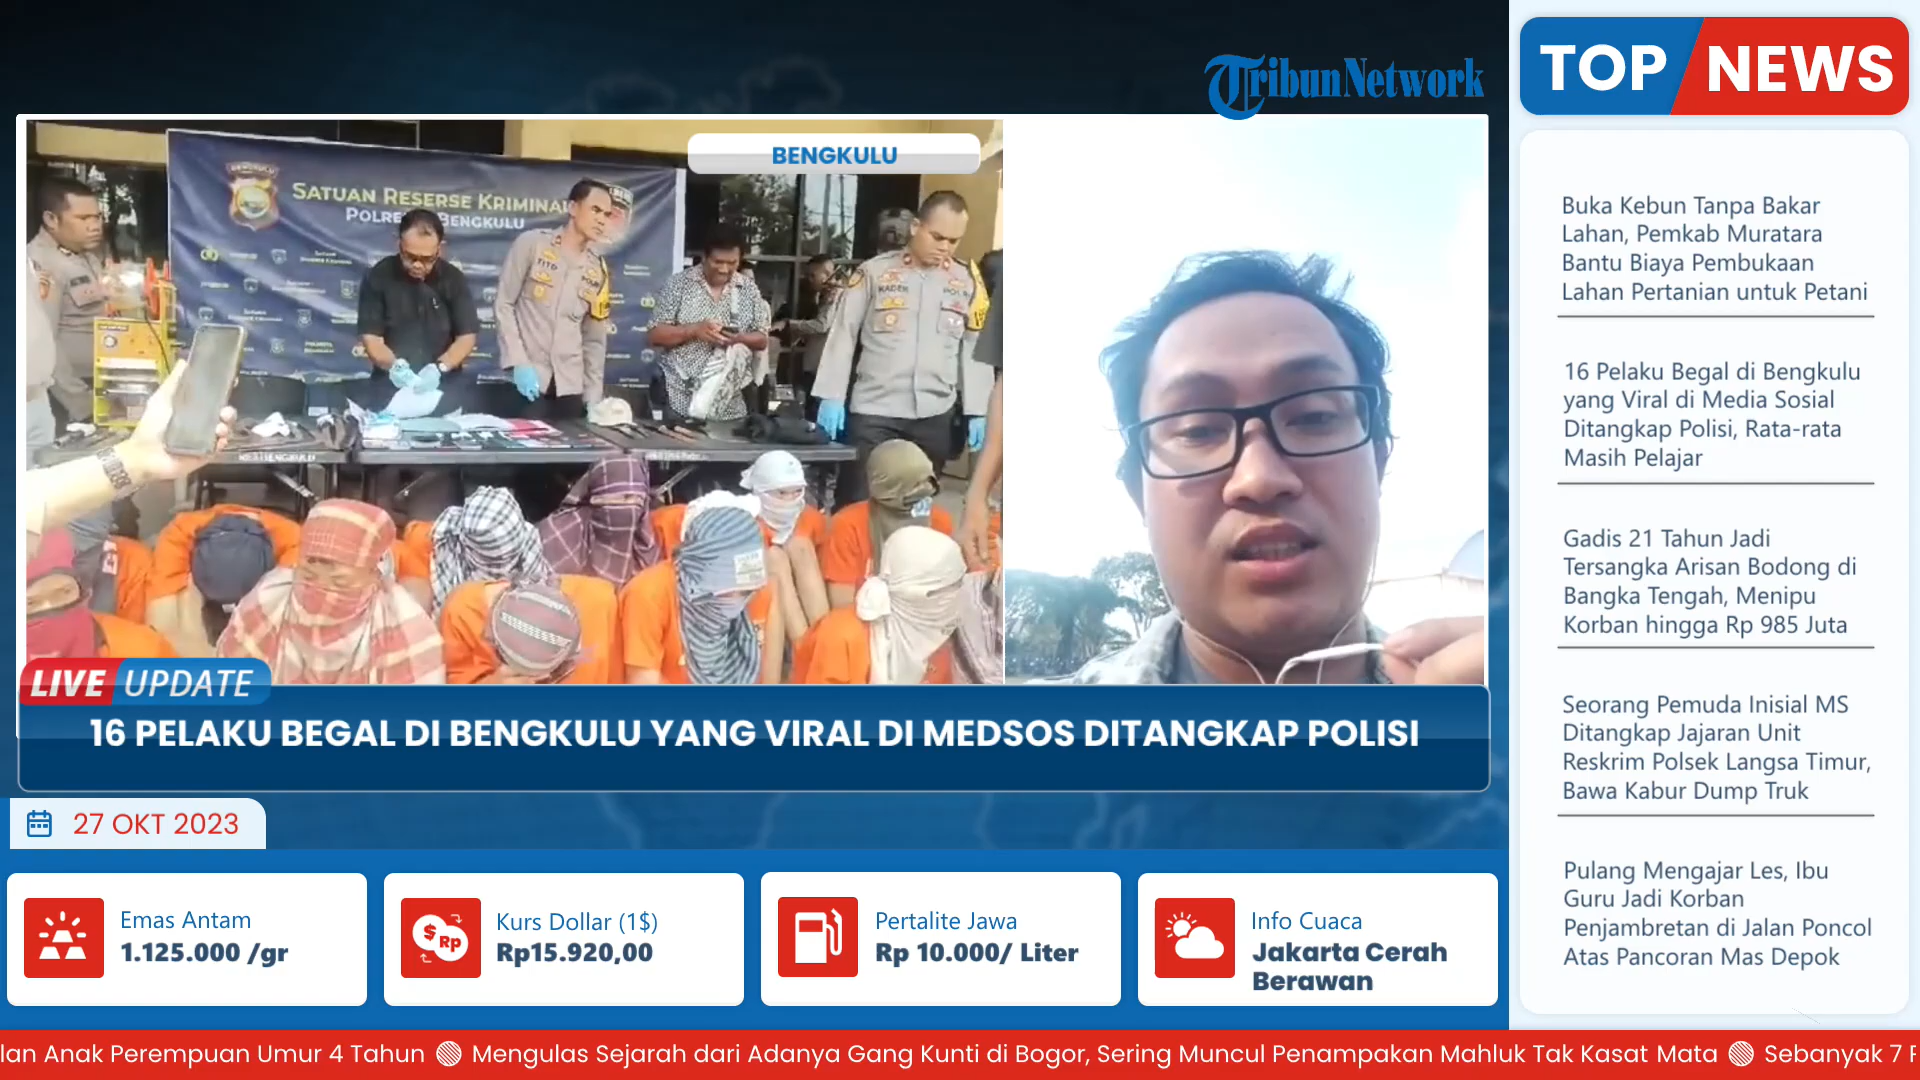 TribunNetwork
BENGKULU
BENGKULU
SATUAN RESERSE KRIMINAL
BENGKULU
TITO
KADEK
LIVE UPDATE
16 PELAKU BEGAL DI BENGKULU YANG VIRAL DI MEDSOS DITANGKAP POLISI
27 OKT 2023
Emas Antam
1.125.000 /gr
Kurs Dollar (1$)
Rp15.920,00
Pertalite Jawa
Rp 10.000/ Liter
Info Cuaca
Jakarta Cerah
Berawan
TOP NEWS
Buka Kebun Tanpa Bakar
Lahan, Pemkab Muratara
Bantu Biaya Pembukaan
Lahan Pertanian untuk Petani
16 Pelaku Begal di Bengkulu
yang Viral di Media Sosial
Ditangkap Polisi, Rata-rata
Masih Pelajar
Gadis 21 Tahun Jadi
Tersangka Arisan Bodong di
Bangka Tengah, Menipu
Korban hingga Rp 985 Juta
Seorang Pemuda Inisial MS
Ditangkap Jajaran Unit
Reskrim Polsek Langsa Timur,
Bawa Kabur Dump Truk
Pulang Mengajar Les, Ibu
Guru Jadi Korban
Penjambretan di Jalan Poncol
Atas Pancoran Mas Depok
lan Anak Perempuan Umur 4 Tahun Mengulas Sejarah dari Adanya Gang Kunti di Bogor, Sering Muncul Penampakan Mahluk Tak Kasat Mata Sebanyak 7